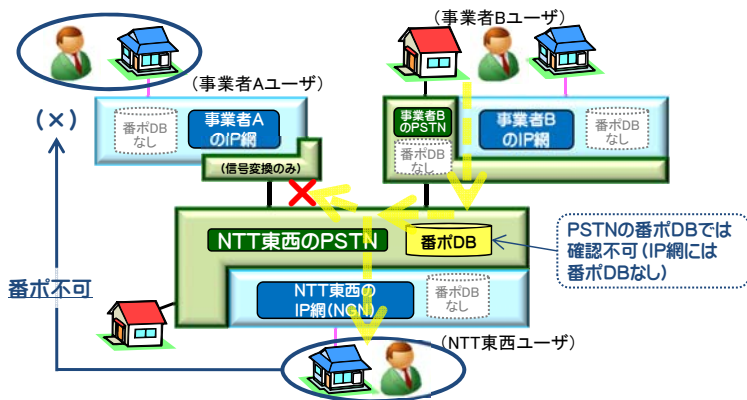 (事業者Aユーザ)
(事業者Bユーザ)
(×)
番ポDB
なし
事業者A
のIP網
(信号変換のみ)
事業者B
のPSTN
番ポDB
なし
事業者B
のIP網
番ポDB
なし
NTT東西のPSTN
番ポDB
PSTNの番ポDBでは
確認不可(IP網には
番ポDBなし)
番ポ不可
NTT東西の
IP網(NGN)
番ポDB
なし
(NTT東西ユーザ)